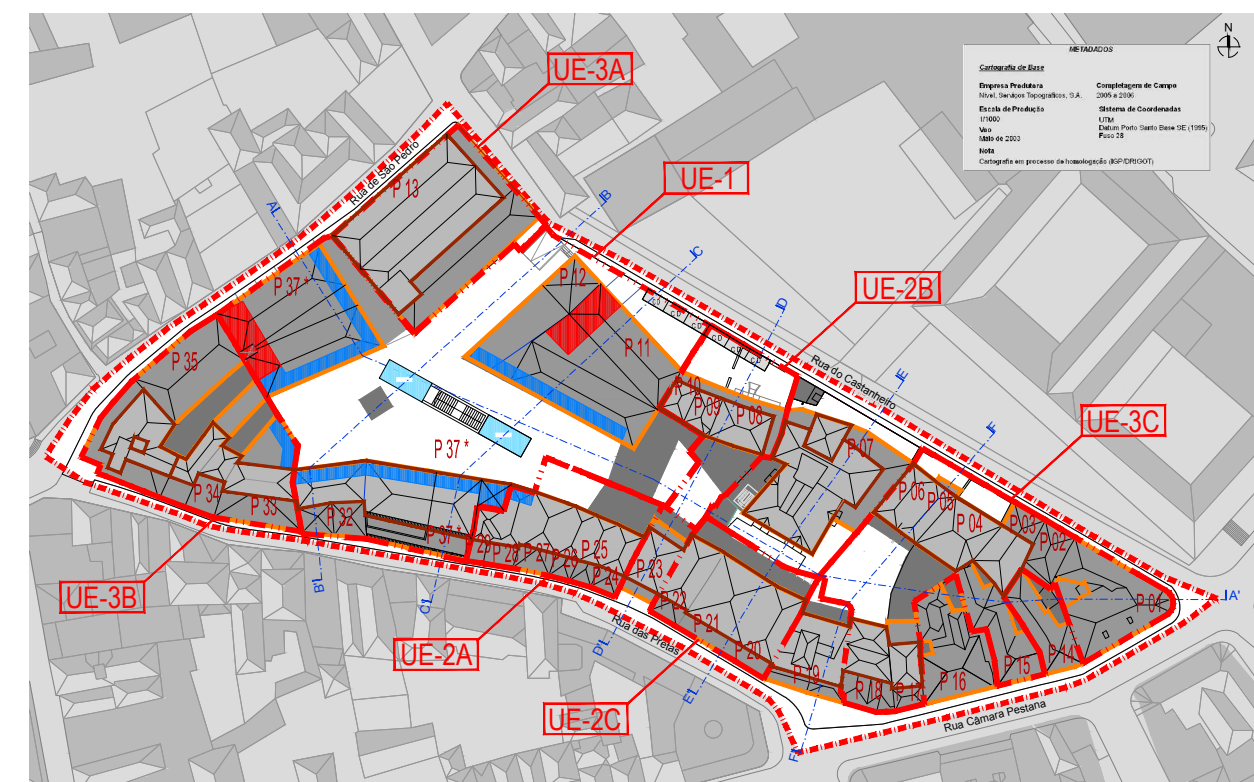 N
METADADOS
Cartografia de Base
Empresa Produtora
Nível, Serviços Topográficos, S.A.
Completagem de Campo
2005 a 2006
Escala de Produção
1/1000
Sistema de Coordenadas
UTM
Datum Porto Santo Base SE (1995)
Fuso 28
Voo
Maio de 2003
Nota
Cartografia em processo de homologação (IGP/DRIGOT)
UE-3A
UE-1
UE-2B
UE-3C
UE-3B
UE-2A
UE-2C
Rua de São Pedro
Rua do Castanheiro
Rua das Pretas
Rua Câmara Pestana
P 13
P 37 *
P 12
P 11
P 35
P 10
P 09
P 08
P 37 *
P 07
P 06
P 05
P 04
P 03
P 02
P 01
P 34
P 33
P 32
P 37 *
P 28
P 27
P 26
P 25
P 24
P 23
P 22
P 21
P 20
P 19
P 18
P 17
P 16
P 15
P 14
C D
C D
C D
C D
C D
A
B
C
D
E
F
A'
B'
C'
D'
E'
F'